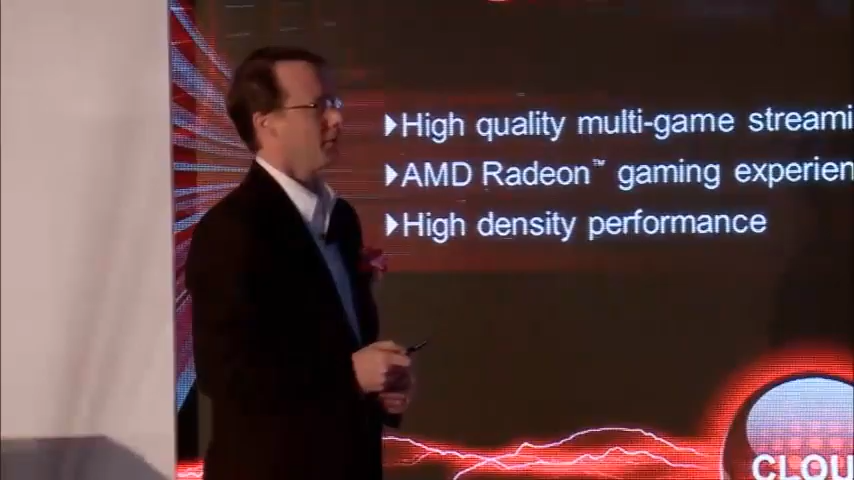 High quality multi-game streami
AMD Radeon™ gaming experien
High density performance
CLOU